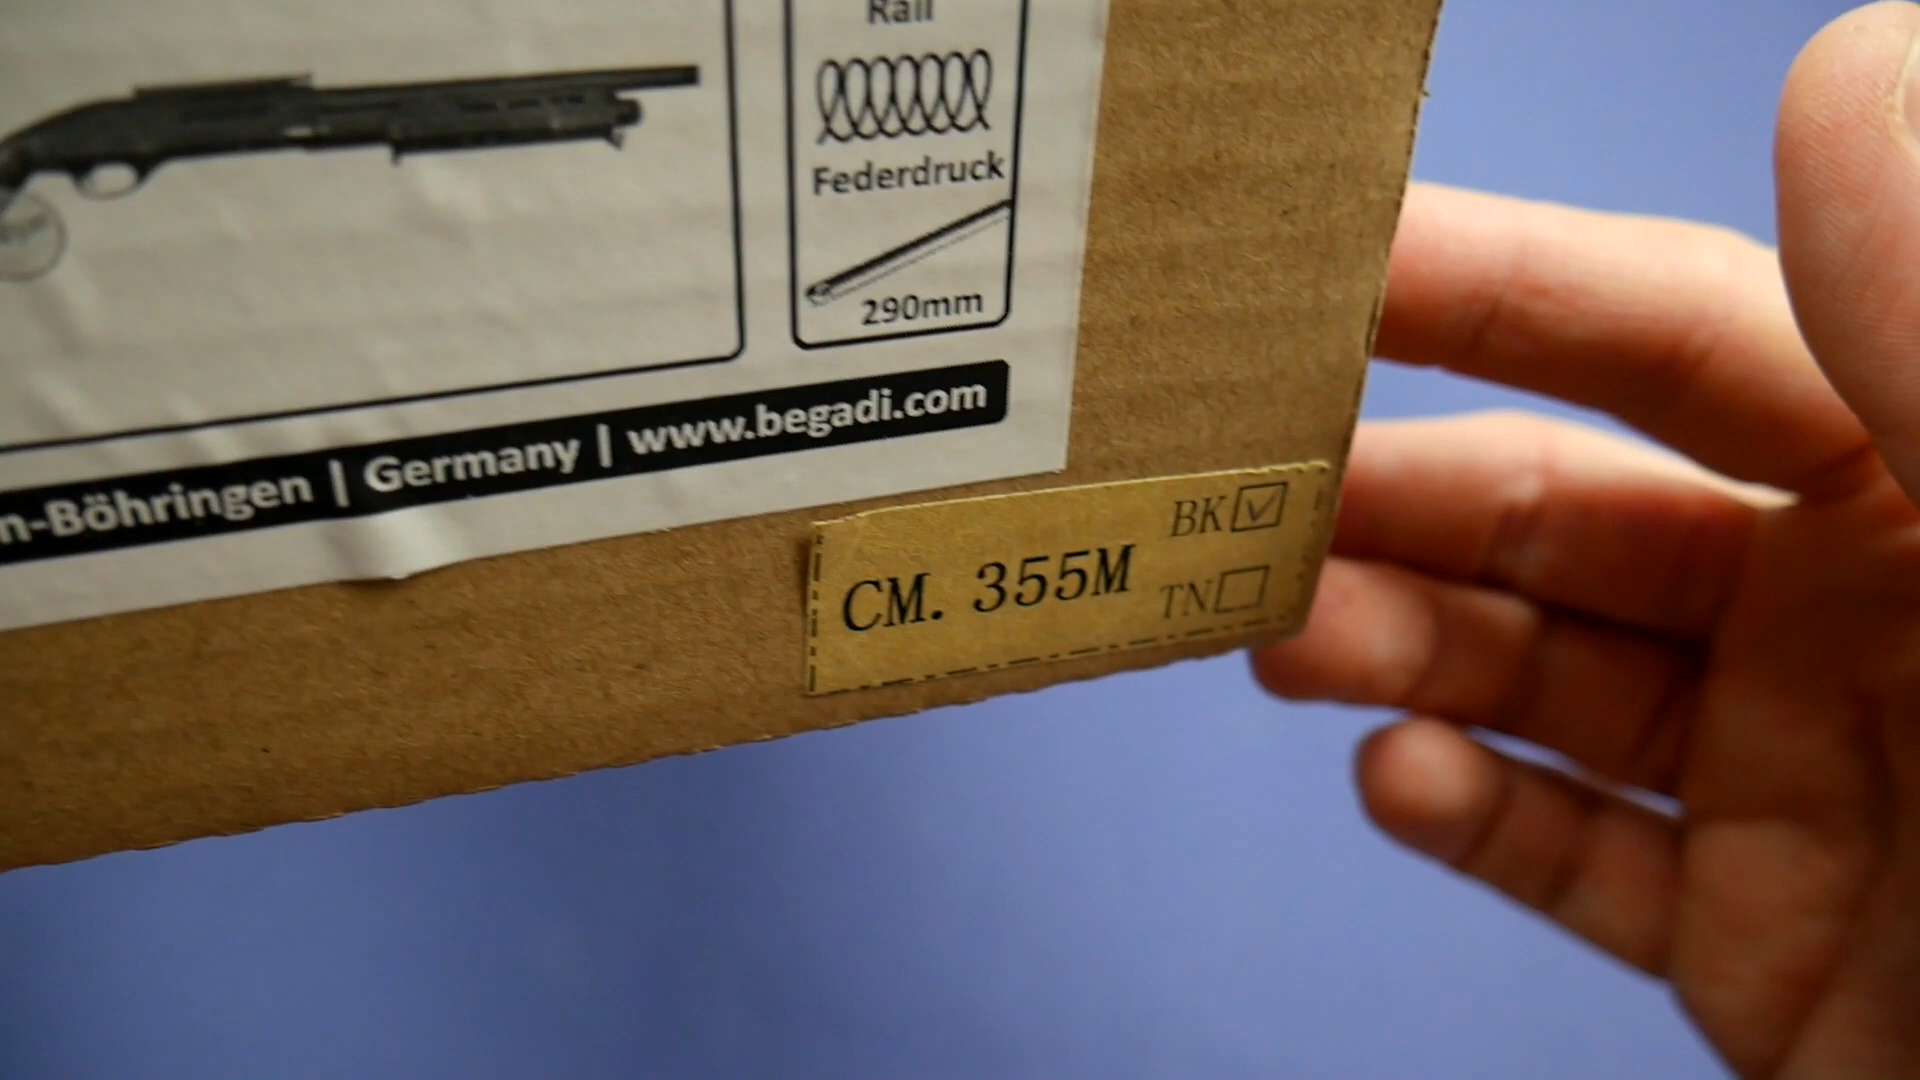 Rail
Federdruck
290mm
n-Böhringen | Germany | www.begadi.com
BK
CM. 355M
TN